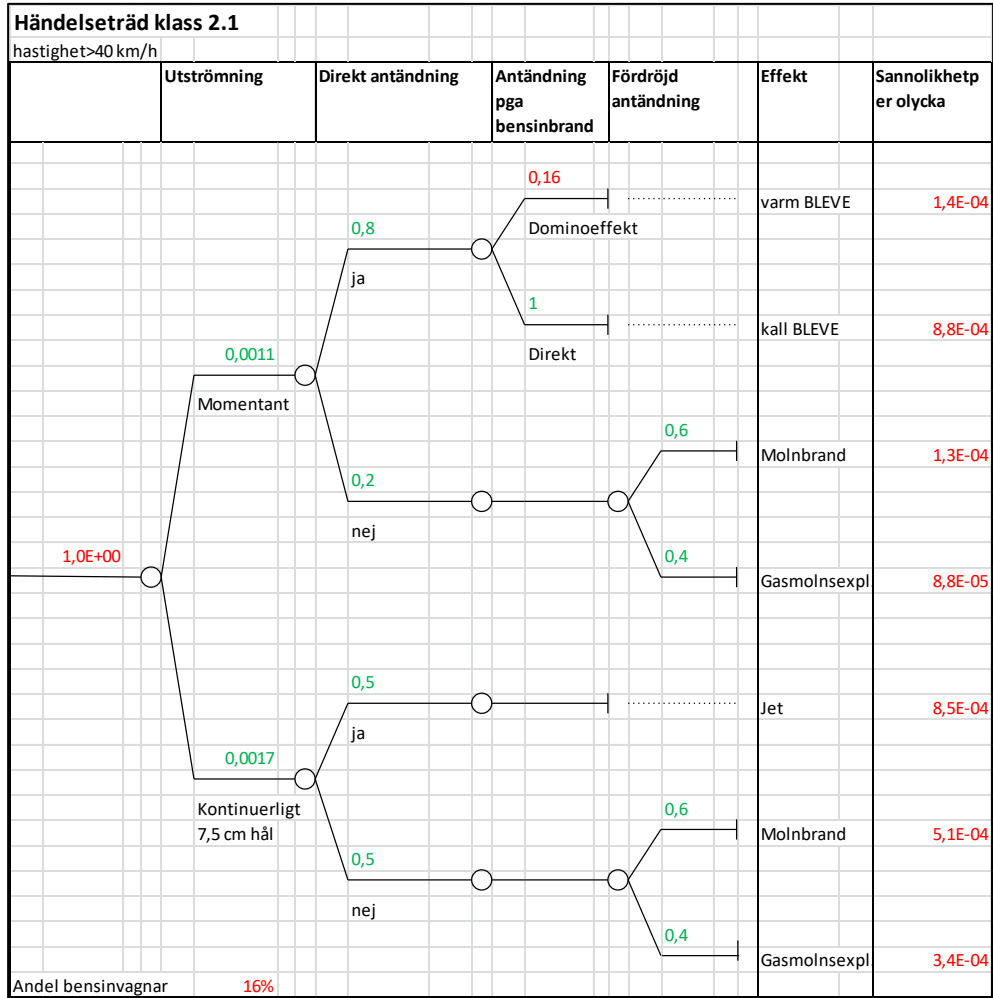 Händelseträd klass 2.1
hastighet>40 km/h
Utströmning
Direkt antändning
Antändning
pga
bensinbrand
Fördröjd
antändning
Effekt
Sannolikhetp
er olycka
0,16
varm BLEVE
1,4E-04
Dominoeffekt
0,8
ja
1
kall BLEVE
8,8E-04
Direkt
0,0011
Momentant
0,6
Molnbrand
1,3E-04
0,2
nej
1,0E+00
0,4
Gasmolnsexpl.
8,8E-05
0,5
Jet
8,5E-04
ja
0,0017
Kontinuerligt
7,5 cm hål
0,6
Molnbrand
5,1E-04
0,5
nej
0,4
Gasmolnsexpl.
3,4E-04
Andel bensinvagnar 16%